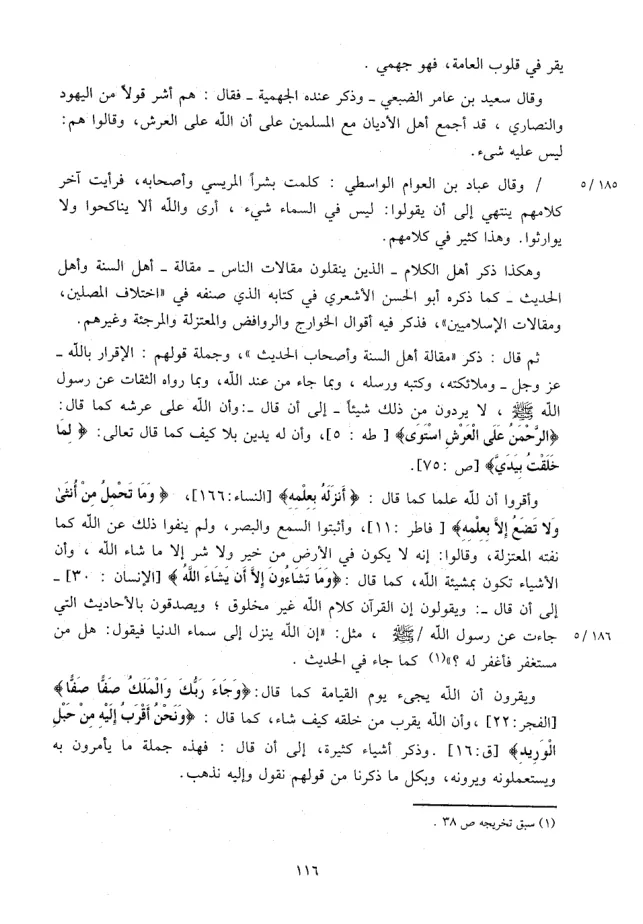 يقر في قلوب العامة، فهو جهمي .
وقال سعيد بن عامر الضبعي ـ وذكر عنده الجهمية ـ فقال : هم أشر قولاً من اليهود
والنصاري ، قد أجمع أهل الأديان مع المسلمين على أن الله على العرش، وقالوا هم:
ليس عليه شىء.
٥/١٨٥ / وقال عباد بن العوام الواسطي : كلمت بشراً المريسي وأصحابه، فرأيت آخر
كلامهم ينتهي إلى أن يقولوا: ليس في السماء شيء ، أرى والله ألا يناكحوا ولا
يوارثوا. وهذا كثير في كلامهم.
وهكذا ذكر أهل الكلام ـ الذين ينقلون مقالات الناس ـ مقالة ـ أهل السنة وأهل
الحديث ـ كما ذكره أبو الحسن الأشعري في كتابه الذي صنفه في «اختلاف المصلين،
ومقالات الإسلاميين»، فذكر فيه أقوال الخوارج والروافض والمعتزلة والمرجئة وغيرهم.
ثم قال : ذكر «مقالة أهل السنة وأصحاب الحديث »، وجملة قولهم : الإقرار بالله ـ
عز وجل ـ وملائكته، وكتبه ورسله ، وبما جاء من عند الله، وبما رواه الثقات عن رسول
الله ﷺ ، لا يردون من ذلك شيئاً ـ إلى أن قال ـ :وأن الله على عرشه كما قال:
﴿الرَّحْمَنُ عَلَى الْعَرْشِ اسْتَوَى﴾ [ طه : ٥]، وأن له يدين بلا كيف كما قال تعالى: ﴿ لِمَا
خَلَقْتُ بِيَدَيَّ﴾ [ص :٧٥].
وأقروا أن لله علما كما قال : ﴿ أَنزَلَهُ بِعِلْمِهِ﴾ [النساء:١٦٦]، ﴿ وَمَا تَحْمِلُ مِنْ أُنثَىٰ
وَلا تَضَعُ إِلاَّ بِعِلْمِهِ﴾ [ فاطر :١١]، وأثبتوا السمع والبصر، ولم ينفوا ذلك عن الله كما
نفته المعتزلة، وقالوا: إنه لا يكون في الأرض من خير ولا شر إلا ما شاء الله ، وأن
الأشياء تكون بمشيئة الله، كما قال :﴿وَمَا تَشَاءُونَ إِلاَّ أَن يَشَاءَ اللَّهُ ﴾ [الإنسان : ٣٠] ـ
إلى أن قال ـ: ويقولون إن القرآن كلام الله غير مخلوق ؛ ويصدقون بالأحاديث التي
٥/١٨٦ جاءت عن رسول الله /ﷺ ، مثل: «إن الله ينزل إلى سماء الدنيا فيقول: هل من
مستغفر فأغفر له ؟»(١) كما جاء في الحديث .
ويقرون أن الله يجىء يوم القيامة كما قال:﴿وَجَاءَ رَبُّكَ وَالْمَلَكُ صَفًّا صَفًّا﴾
[الفجر:٢٢] ،وأن الله يقرب من خلقه كيف شاء، كما قال : ﴿وَنَحْنُ أَقْرَبُ إِلَيْهِ مِنْ حَبْلِ
الْوَرِيدِ﴾ [ق:١٦] .وذكر أشياء كثيرة، إلى أن قال : فهذه جملة ما يأمرون به
ويستعملونه ويرونه، وبكل ما ذكرنا من قولهم نقول وإليه نذهب.
(١) سبق تخريجه ص ٣٨ .
١١٦